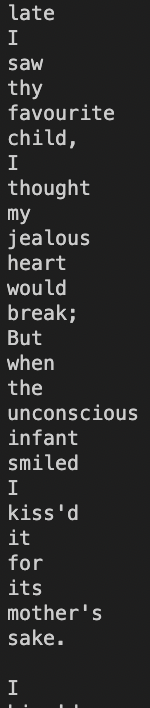 late
I
saw
thy
favourite
child,
I
thought
my
jealous
heart
would
break;
But
when
the
unconscious
infant
smiled
I
kiss'd
it
for
its
mother's
sake.

I